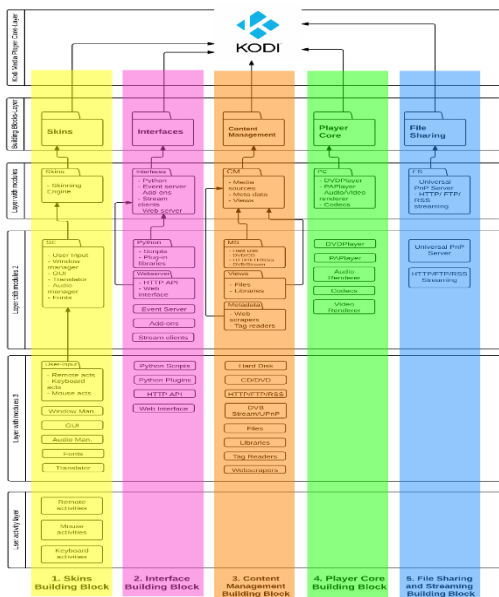 Kodi Media Player Core-Layer
KODI
Building Blocks-Layer
Skins
Interfaces
Content
Management
Player
Core
File
Sharing
Layer with modules
Skins
- Skinning
Engine
Interfaces
- Python
- Event server
- Add ons
- Stream
clients
- Web server
CM
- Media
sources
- Meta data
- Views
PC
- DVDPlayer
- PAPlayer
- Audio/Video
renderer
- Codecs
FS
- Universal
PnP Server
- HTTP/ FTP/
RSS
streaming
Layer with modules 2
SE
- User Input
- Window
manager
- GUI
- Translator
- Audio
manager
- Fonts
Python
- Scripts
- Plug-in
libraries
Webserver
- HTTP API
- Web
interface
Event Server
Add-ons
Stream clients
MS
Views
- Files
- Libraries
Metadata
- Web
scrapers
- Tag readers
DVDPlayer
PAPlayer
Audio
Renderer
Codecs
Video
Renderer
Universal PnP
Server
HTTP/FTP/RSS
Streaming
Layer with modules 3
User-input
- Remote acts
- Keyboard
acts
- Mouse acts
Window Man.
GUI
Audio Man.
Fonts
Translator
Python Scripts
Python Plugins
HTTP API
Web Interface
Hard Disk
CD/DVD
HTTP/FTP/RSS
DVB
Stream/UPnP
Files
Libraries
Tag Readers
Webscrapers
User activity layer
Remote
activities
Mouse
activities
Keyboard
activities
1. Skins
Building Block
2. Interface
Building Block
3. Content
Management
Building Block
4. Player Core
Building Block
5. File Sharing
and Streaming
Building Block